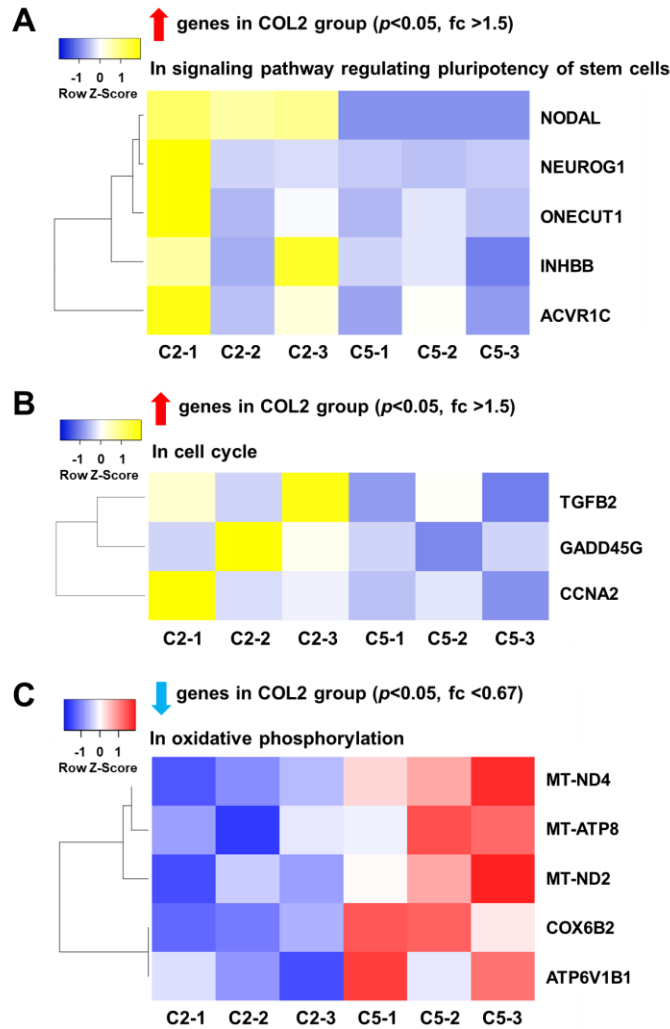 A
genes in COL2 group (p<0.05, fc >1.5)
-1 0 1
Row Z-Score
In signaling pathway regulating pluripotency of stem cells
NODAL
NEUROG1
ONECUT1
INHBB
ACVR1C
C2-1 C2-2 C2-3 C5-1 C5-2 C5-3
B
genes in COL2 group (p<0.05, fc >1.5)
-1 0 1
Row Z-Score
In cell cycle
TGFB2
GADD45G
CCNA2
C2-1 C2-2 C2-3 C5-1 C5-2 C5-3
C
genes in COL2 group (p<0.05, fc <0.67)
-1 0 1
Row Z-Score
In oxidative phosphorylation
MT-ND4
MT-ATP8
MT-ND2
COX6B2
ATP6V1B1
C2-1 C2-2 C2-3 C5-1 C5-2 C5-3